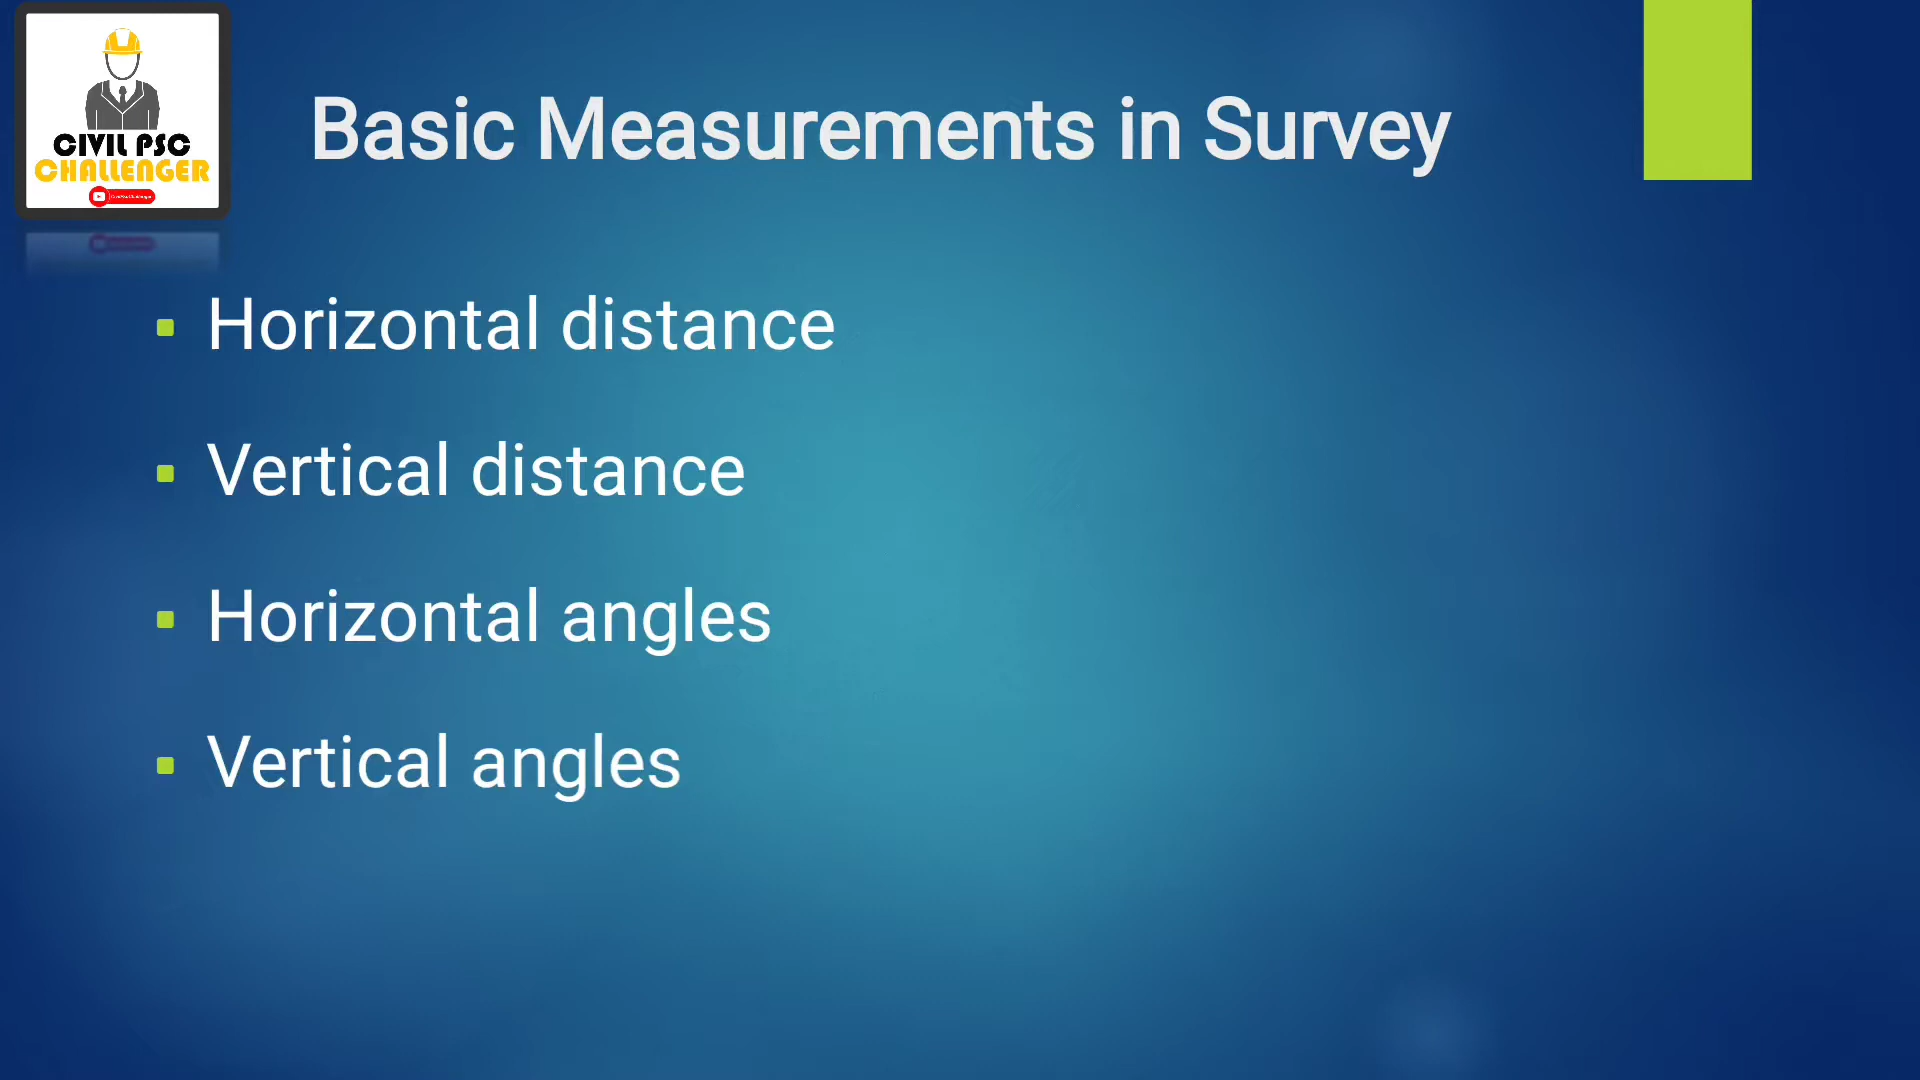 CIVIL PSC
CHALLENGER
Basic Measurements in Survey
Horizontal distance
Vertical distance
Horizontal angles
Vertical angles